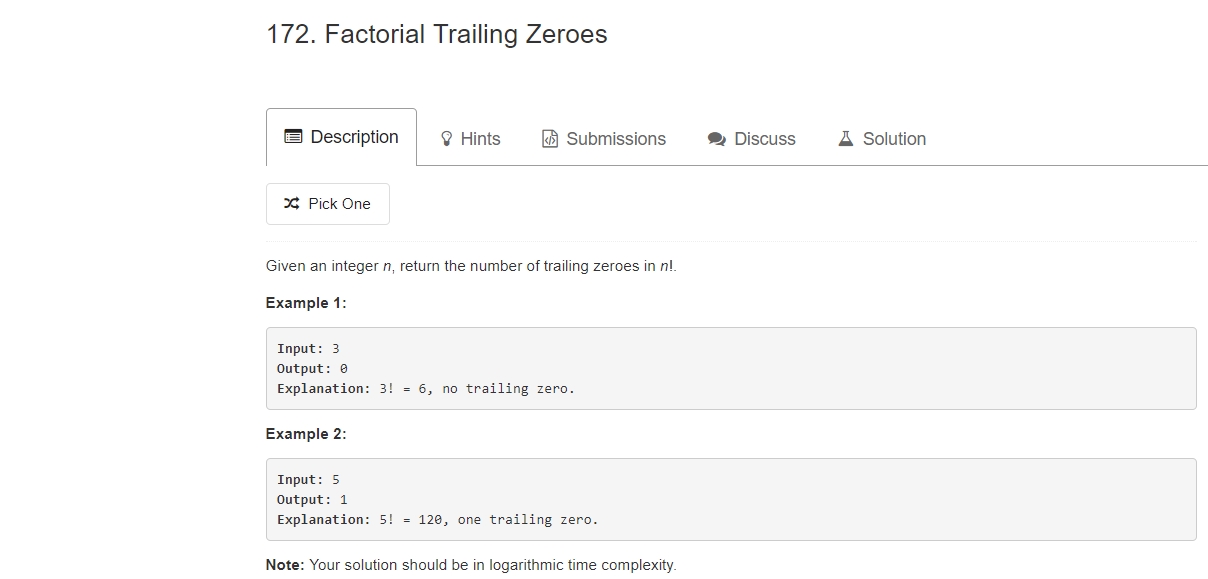 172. Factorial Trailing Zeroes
Description Hints Submissions Discuss Solution
Pick One
Given an integer n, return the number of trailing zeroes in n!.
Example 1:
Input: 3
Output: 0
Explanation: 3! = 6, no trailing zero.
Example 2:
Input: 5
Output: 1
Explanation: 5! = 120, one trailing zero.
Note: Your solution should be in logarithmic time complexity.